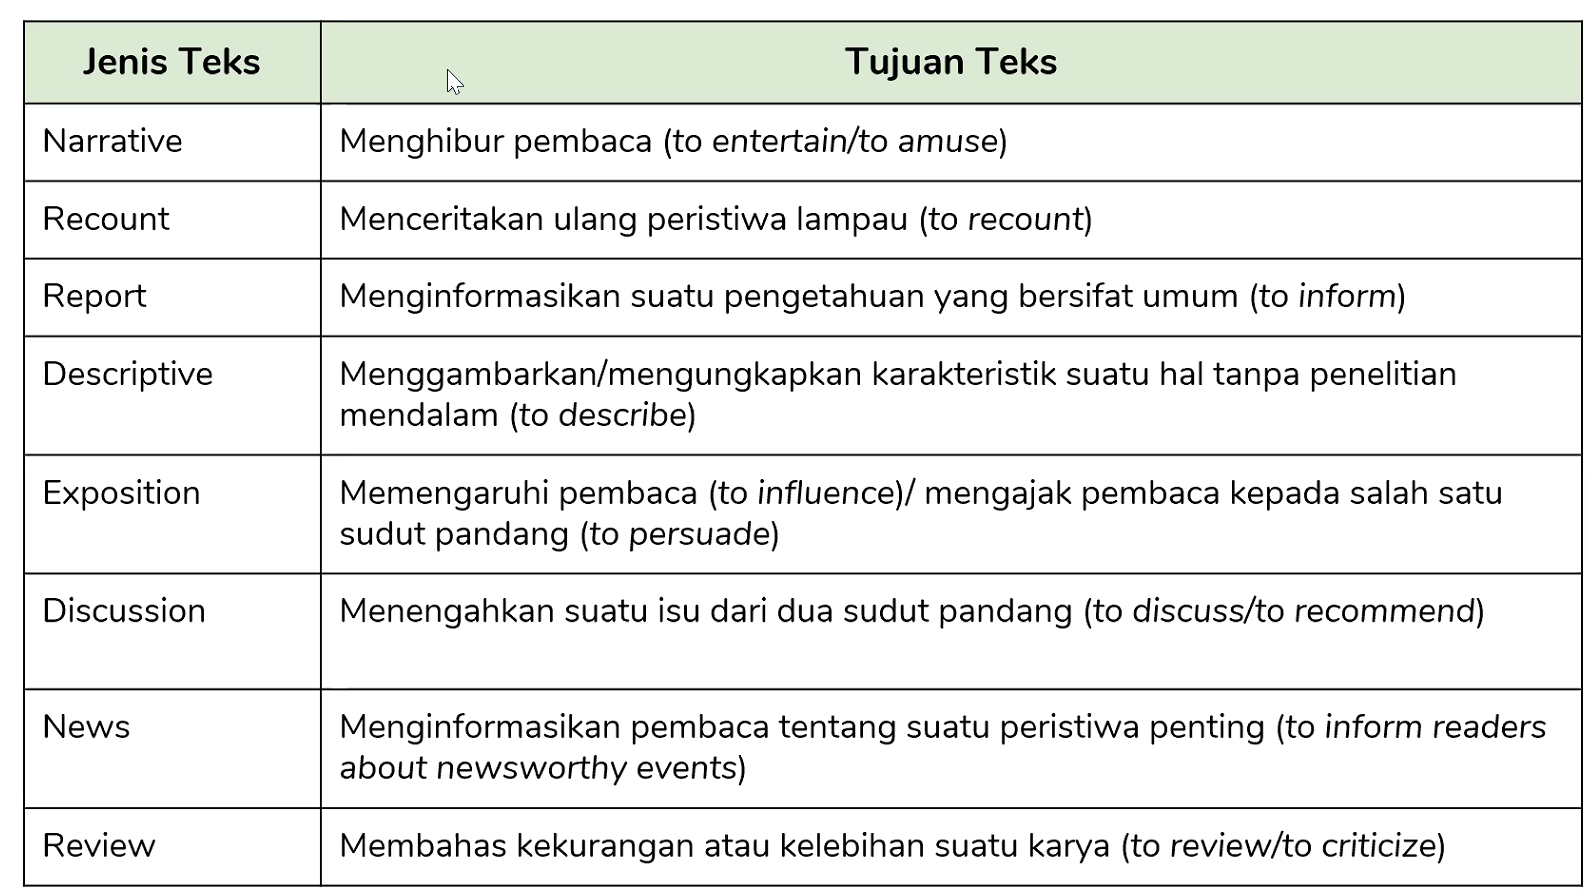 Jenis Teks
Tujuan Teks
Narrative
Menghibur pembaca (to entertain/to amuse)
Recount
Menceritakan ulang peristiwa lampau (to recount)
Report
Menginformasikan suatu pengetahuan yang bersifat umum (to inform)
Descriptive
Menggambarkan/mengungkapkan karakteristik suatu hal tanpa penelitian
mendalam (to describe)
Exposition
Memengaruhi pembaca (to influence)/ mengajak pembaca kepada salah satu
sudut pandang (to persuade)
Discussion
Menengahkan suatu isu dari dua sudut pandang (to discuss/to recommend)
News
Menginformasikan pembaca tentang suatu peristiwa penting (to inform readers
about newsworthy events)
Review
Membahas kekurangan atau kelebihan suatu karya (to review/to criticize)